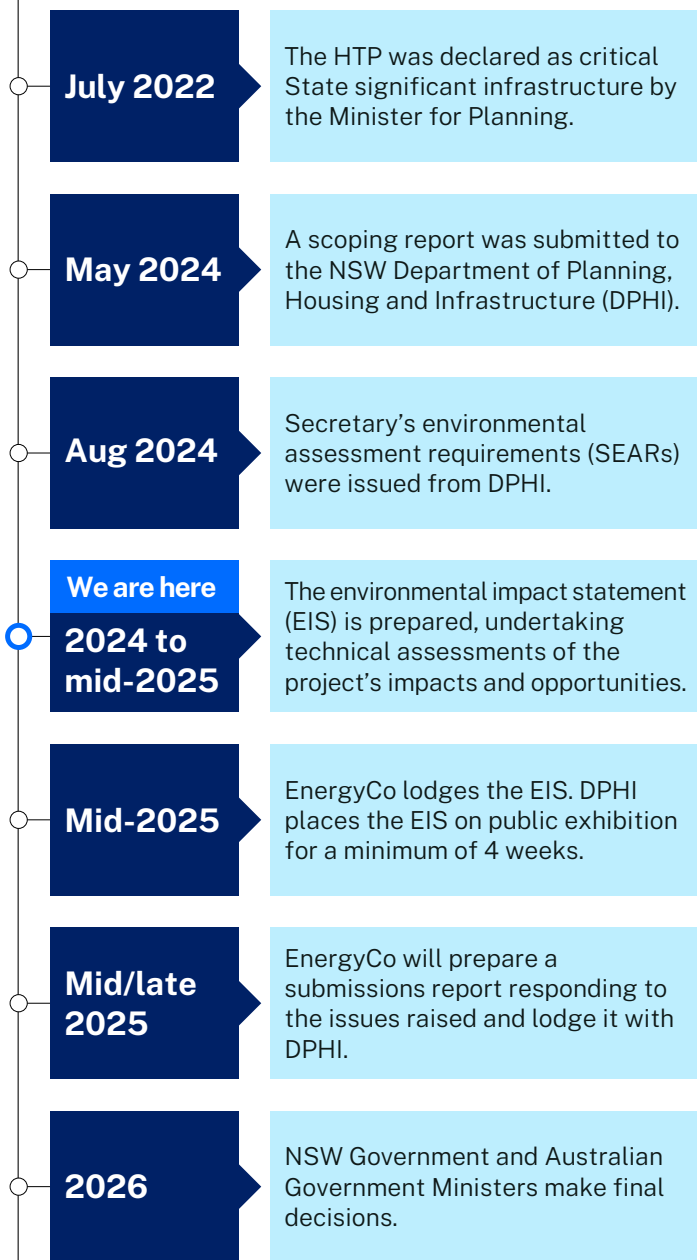 July 2022
The HTP was declared as critical
State significant infrastructure by
the Minister for Planning.
May 2024
A scoping report was submitted to
the NSW Department of Planning,
Housing and Infrastructure (DPHI).
Aug 2024
Secretary’s environmental
assessment requirements (SEARs)
were issued from DPHI.
We are here
2024 to
mid-2025
The environmental impact statement
(EIS) is prepared, undertaking
technical assessments of the
project’s impacts and opportunities.
Mid-2025
EnergyCo lodges the EIS. DPHI
places the EIS on public exhibition
for a minimum of 4 weeks.
Mid/late
2025
EnergyCo will prepare a
submissions report responding to
the issues raised and lodge it with
DPHI.
2026
NSW Government and Australian
Government Ministers make final
decisions.